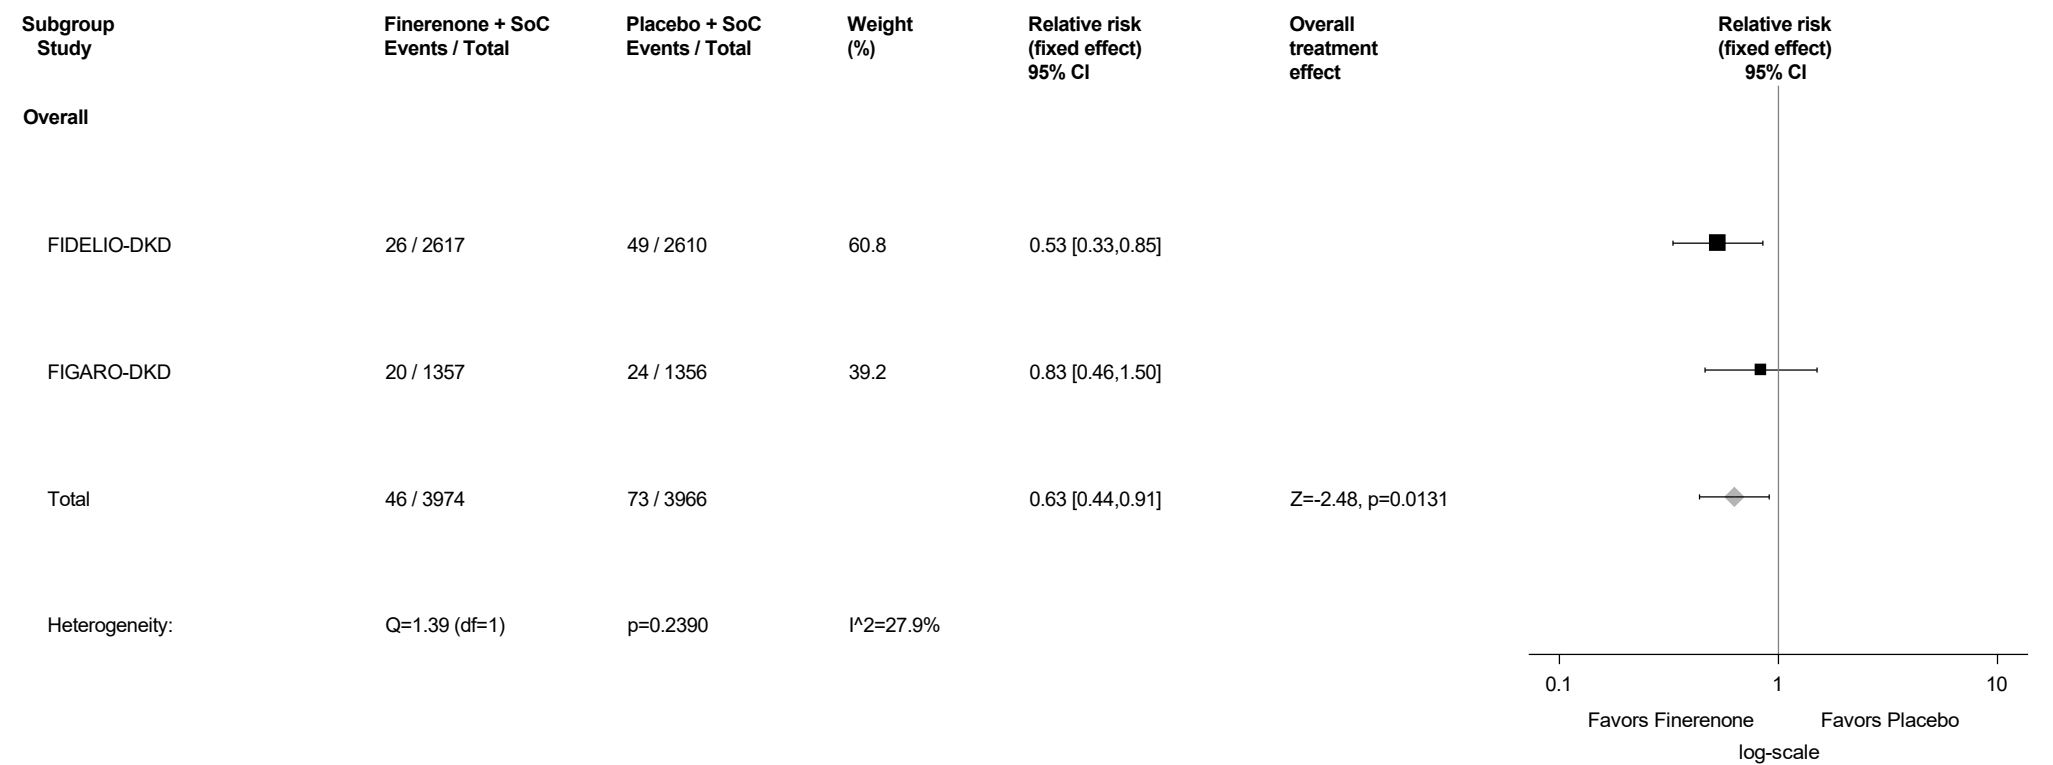 Subgroup Finerenone + SoC Placebo + SoC Weight Relative risk Overall Relative risk
Study Events / Total Events / Total (%) (fixed effect) treatment (fixed effect)
95% CI effect 95% CI
Overall
FIDELIO-DKD 26 / 2617 49 / 2610 60.8 0.53 [0.33,0.85]
FIGARO-DKD 20 / 1357 24 / 1356 39.2 0.83 [0.46,1.50]
Total 46 / 3974 73 / 3966 0.63 [0.44,0.91] Z=-2.48, p=0.0131
Heterogeneity: Q=1.39 (df=1) p=0.2390 I^2=27.9%
0.1 1 10
Favors Finerenone Favors Placebo
log-scale